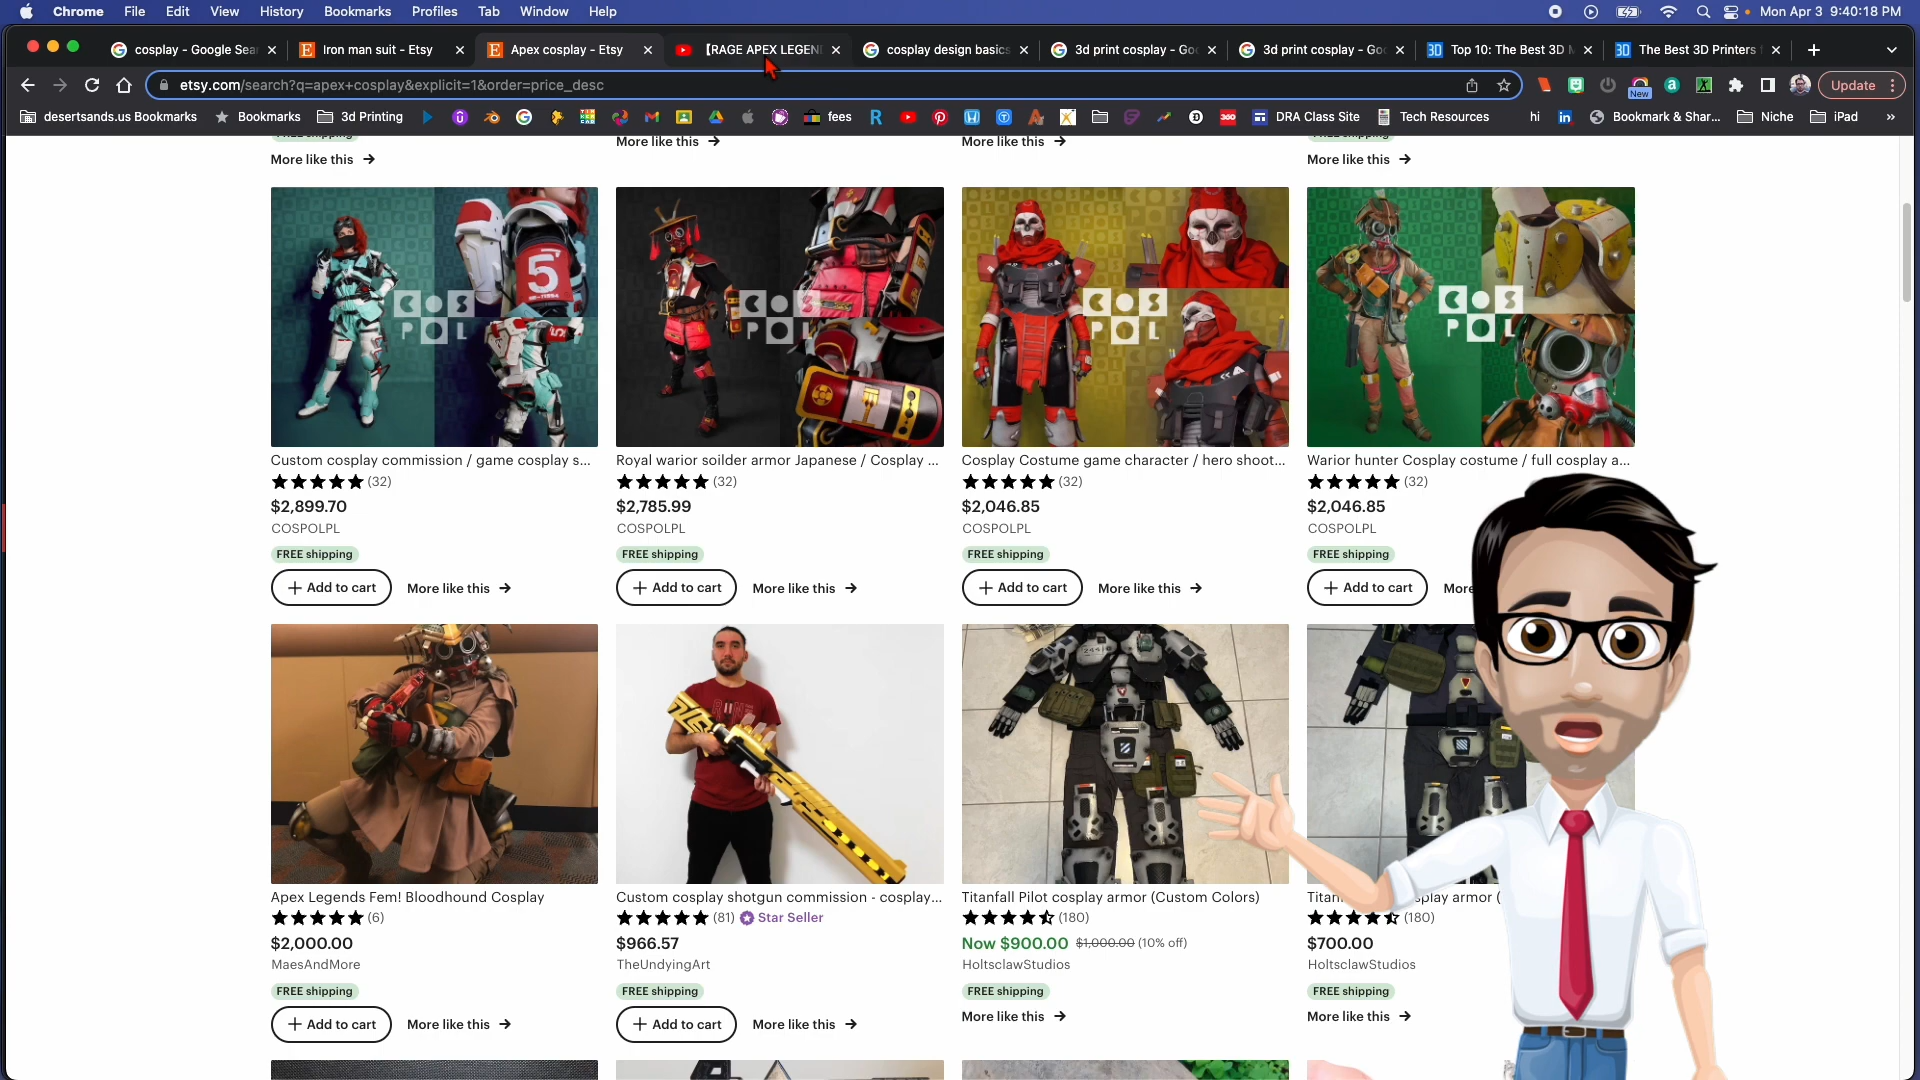 Chrome File Edit View History Bookmarks Profiles Tab Window Help Mon Apr 3 9:40:18 PM
cosplay - Google Sea
Iron man suit - Etsy
Apex cosplay - Etsy
【RAGE APEX LEGEN
cosplay design basics
3d print cosplay - Go
3d print cosplay - Go
Top 10: The Best 3D M
The Best 3D Printers
etsy.com/search?q=apex+cosplay&explicit=1&order=price_desc
New
Update
desertsands.us Bookmarks Bookmarks 3d Printing fees DRA Class Site Tech Resources hi Bookmark & Shar... Niche iPad »
More like this →
More like this →
More like this →
More like this →
5
COS POL
COS POL
COS POL
COS POL
Custom cosplay commission / game cosplay s...
(32)
$2,899.70
COSPOLPL
FREE shipping
+ Add to cart More like this →
Royal warior soilder armor Japanese / Cosplay ...
(32)
$2,785.99
COSPOLPL
FREE shipping
+ Add to cart More like this →
Cosplay Costume game character / hero shoot...
(32)
$2,046.85
COSPOLPL
FREE shipping
+ Add to cart More like this →
Warior hunter Cosplay costume / full cosplay a...
(32)
$2,046.85
COSPOLPL
FREE shipping
+ Add to cart
Apex Legends Fem! Bloodhound Cosplay
(6)
$2,000.00
MaesAndMore
FREE shipping
+ Add to cart More like this →
Custom cosplay shotgun commission - cosplay...
(81) Star Seller
$966.57
TheUndyingArt
FREE shipping
+ Add to cart More like this →
Titanfall Pilot cosplay armor (Custom Colors)
(180)
Now $900.00 $1,000.00 (10% off)
HoltsclawStudios
FREE shipping
More like this →
(180)
$700.00
HoltsclawStudios
FREE shipping
More like this →